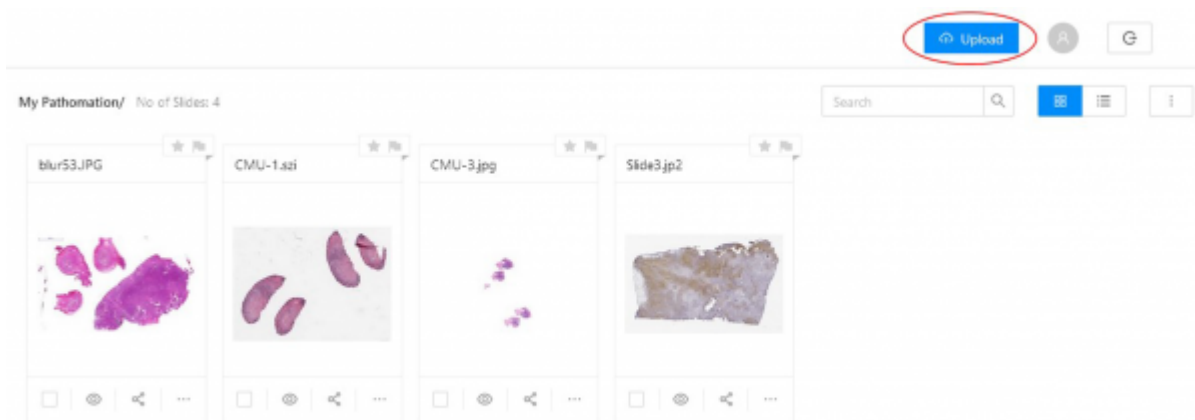 Upload
My Pathomation/ No of Slides: 4
Search
blur53.JPG
CMU-1.szi
CMU-3.jpg
Slide3.jp2